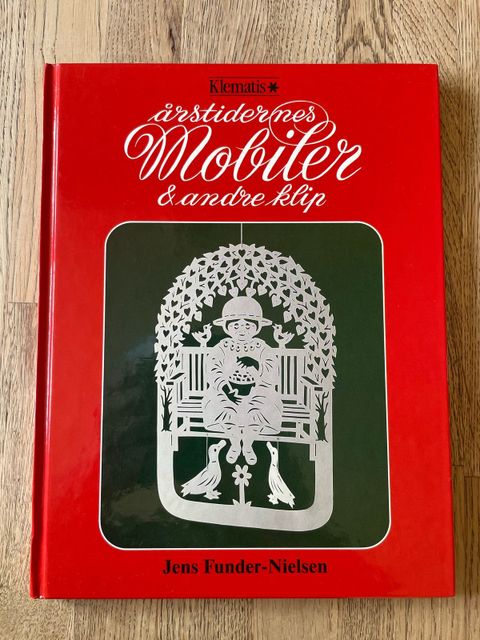 Klematis*
årstidernes
Mobiler
& andre klip
Jens Funder-Nielsen